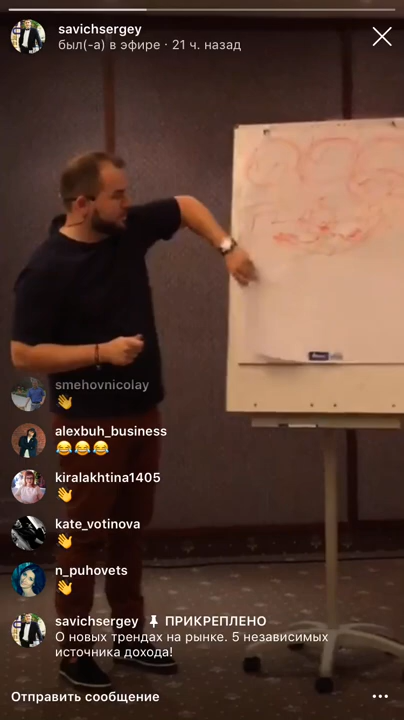 savichsergey
был(-а) в эфире · 21 ч. назад
smehovnicolay
👋
alexbuh_business
😂😂😂
kiralakhtina1405
👋
kate_votinova
👋
n_puhovets
👋
savichsergey 📌 ПРИКРЕПЛЕНО
О новых трендах на рынке. 5 независимых
источника дохода!
Отправить сообщение